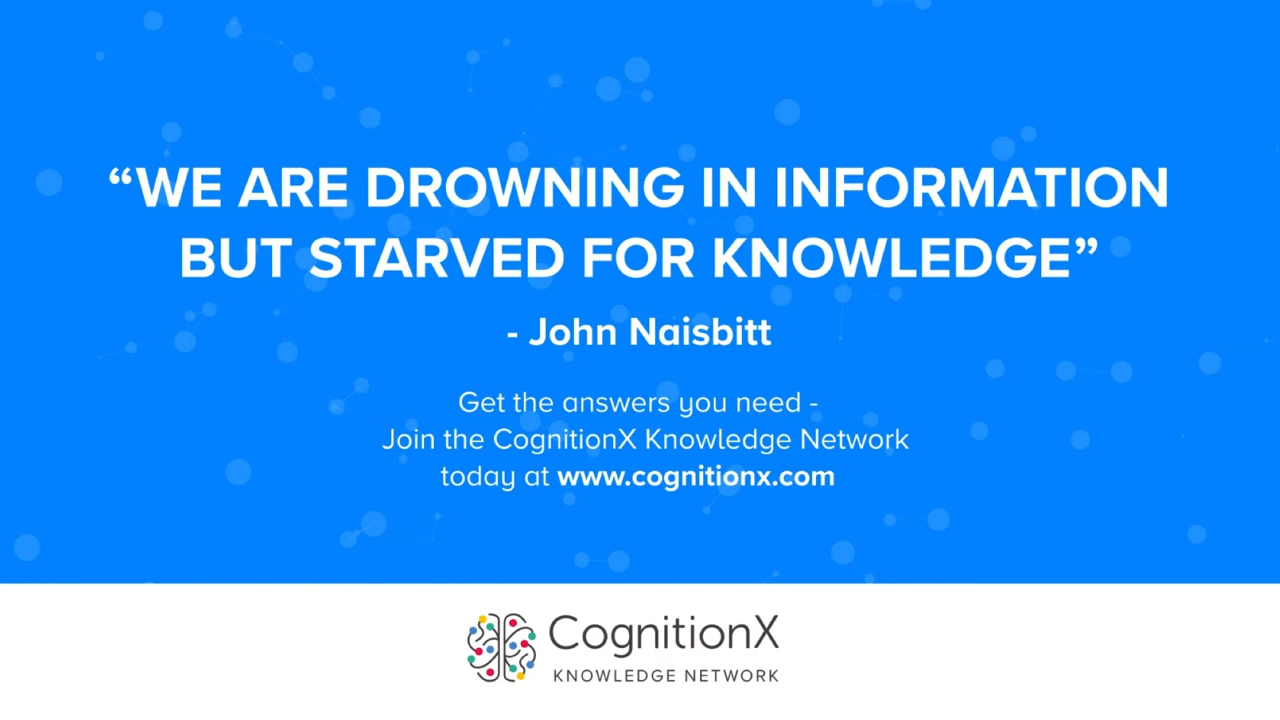 “WE ARE DROWNING IN INFORMATION
BUT STARVED FOR KNOWLEDGE”
- John Naisbitt
Get the answers you need -
Join the CognitionX Knowledge Network
today at www.cognitionx.com
CognitionX
KNOWLEDGE NETWORK